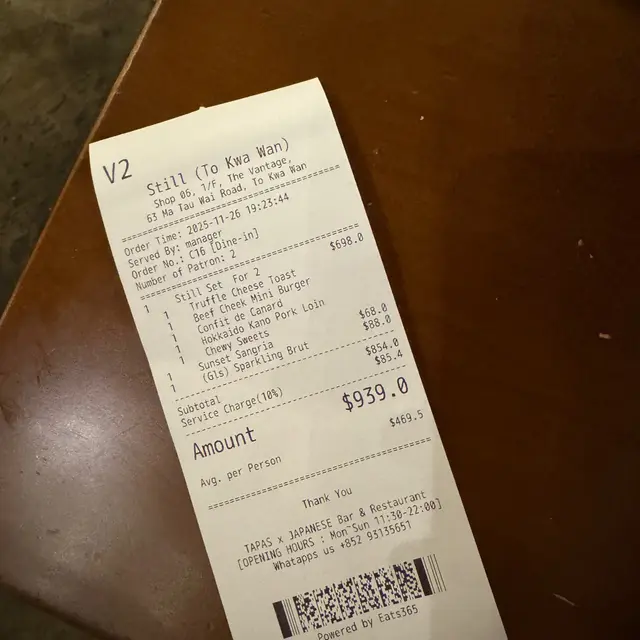 V2
Still (To Kwa Wan)
Shop 06, 1/F, The Vantage,
63 Ma Tau Wai Road, To Kwa Wan
Order Time: 2025-11-26 19:23:44
Served By: manager
Order No.: C16 [Dine-in]
Number of Patron: 2
1 Still Set For 2 $698.0
1 Truffle Cheese Toast
1 Beef Cheek Mini Burger
1 Confit de Canard
1 Hokkaido Kano Pork Loin
1 Chewy Sweets
1 Sunset Sangria $68.0
1 (Gls) Sparkling Brut $88.0
Subtotal $854.0
Service Charge(10%) $85.4
Amount $939.0
Avg. per Person $469.5
Thank You
TAPAS x JAPANESE Bar & Restaurant
[OPENING HOURS : Mon~Sun 11:30-22:00]
Whatapps us +852 93135651
Powered by Eats365